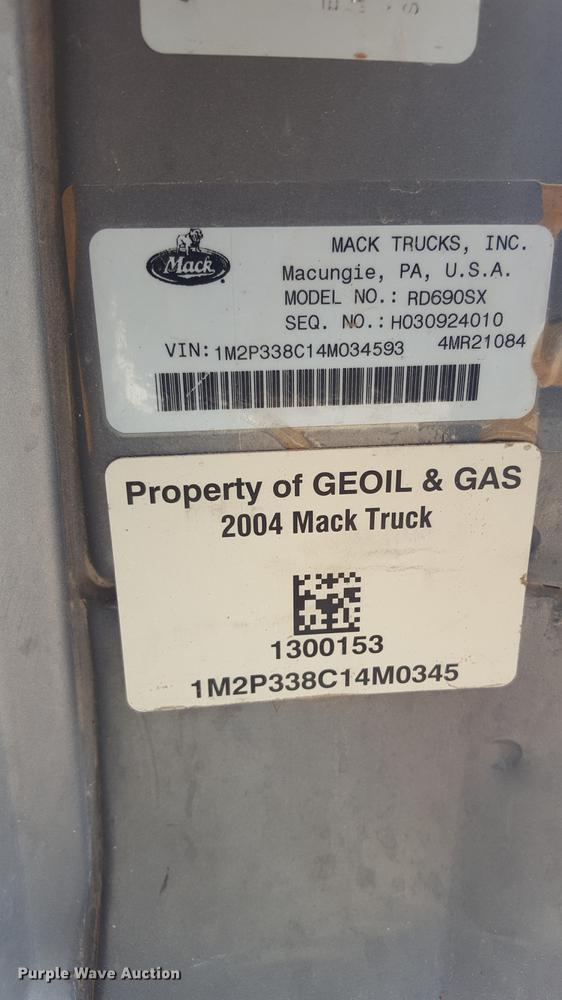 Mack
MACK TRUCKS, INC.
Macungie, PA, U.S.A.
MODEL NO.: RD690SX
SEQ. NO.: H030924010
VIN: 1M2P338C14M034593 4MR21084
Property of GEOIL & GAS
2004 Mack Truck
1300153
1M2P338C14M0345
Purple Wave Auction